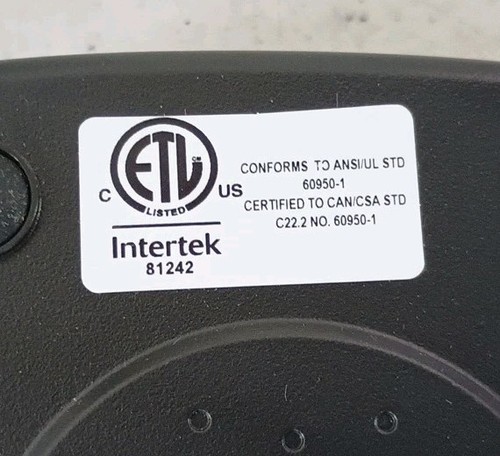 ETL
CM
C US
LISTED
Intertek
81242
CONFORMS TO ANSI/UL STD
60950-1
CERTIFIED TO CAN/CSA STD
C22.2 NO. 60950-1